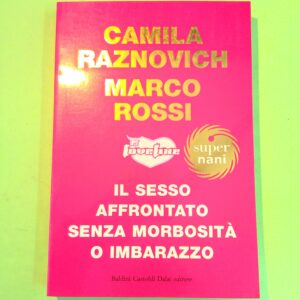 CAMILA
RAZNOVICH
MARCO
ROSSI
loveline
super
nani
IL SESSO
AFFRONTATO
SENZA MORBOSITÀ
O IMBARAZZO
Baldini Castoldi Dalai editore